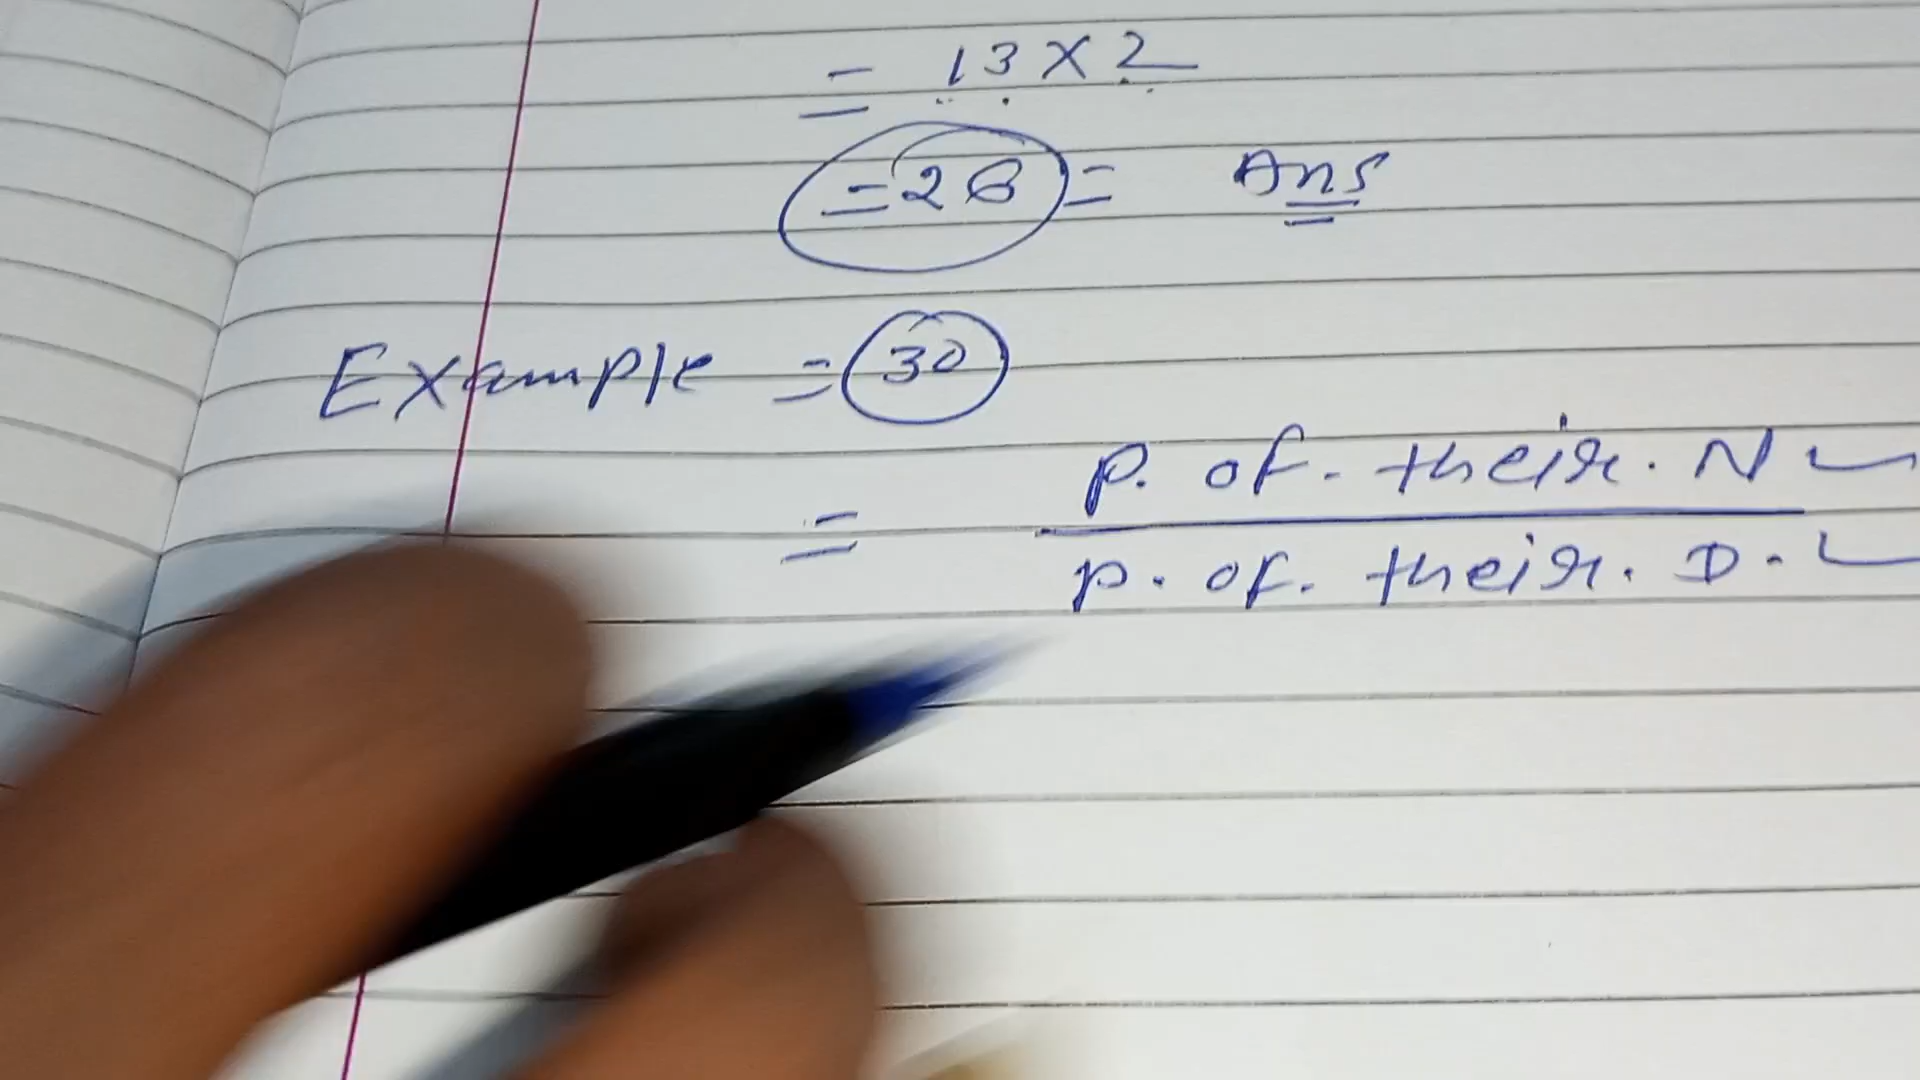 = 13 × 2
= 26 = Ans
Example = 30
= P. of. their. N
P. of. their. D.